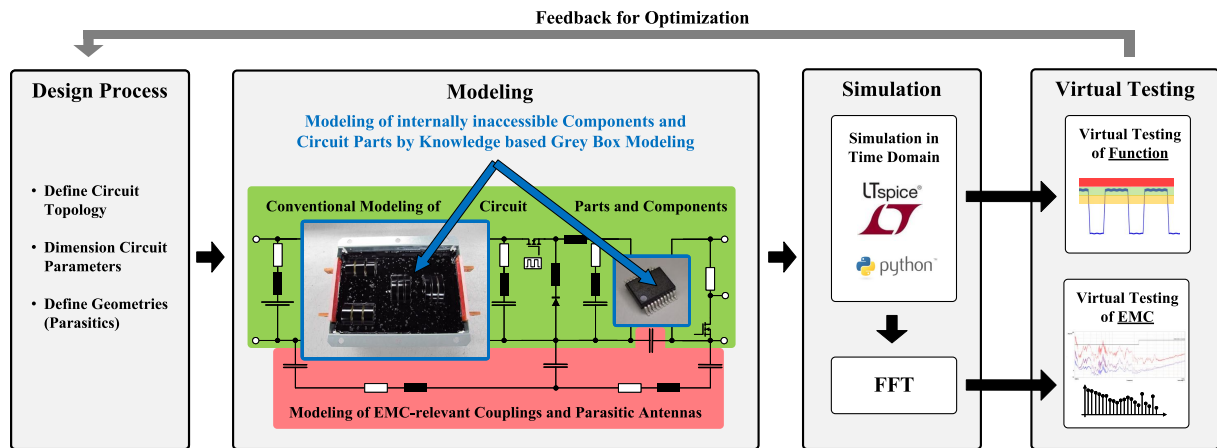 Feedback for Optimization
Design Process
• Define Circuit
Topology
• Dimension Circuit
Parameters
• Define Geometries
(Parasitics)
Modeling
Modeling of internally inaccessible Components and
Circuit Parts by Knowledge based Grey Box Modeling
Conventional Modeling of Circuit Parts and Components
Modeling of EMC-relevant Couplings and Parasitic Antennas
Simulation
Simulation in
Time Domain
LTspice®
python™
FFT
Virtual Testing
Virtual Testing
of Function
Virtual Testing
of EMC